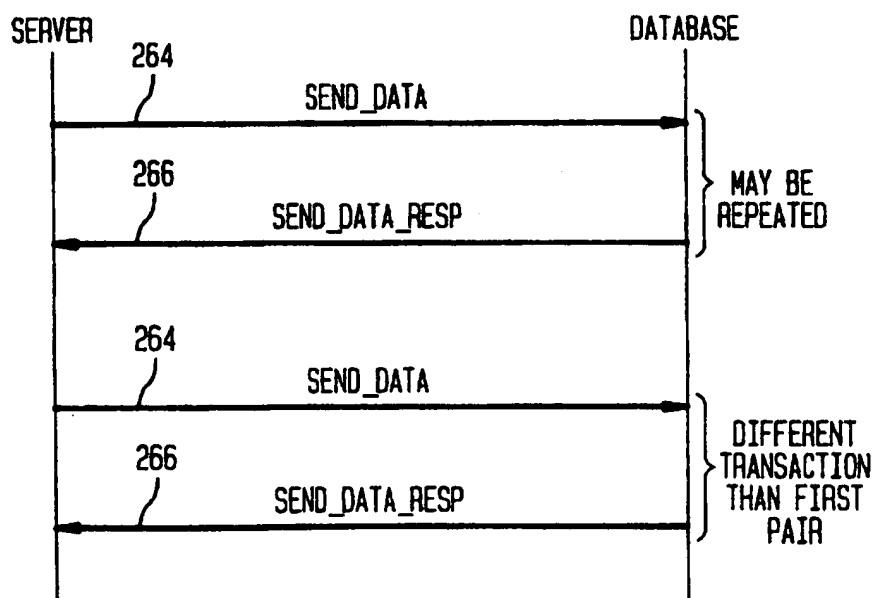 SERVER
DATABASE
264
SEND_DATA
266
SEND_DATA_RESP
MAY BE
REPEATED
264
SEND_DATA
266
SEND_DATA_RESP
DIFFERENT
TRANSACTION
THAN FIRST
PAIR